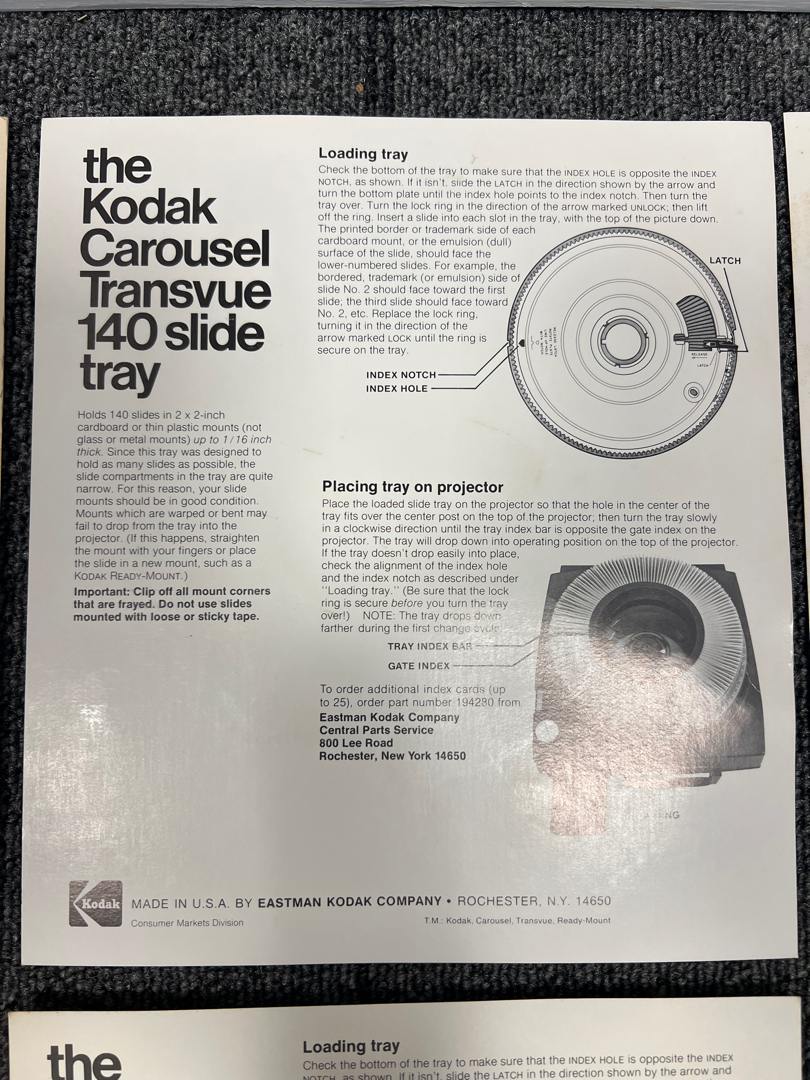 the
Kodak
Carousel
Transvue
140 slide
tray
Holds 140 slides in 2 x 2-inch
cardboard or thin plastic mounts (not
glass or metal mounts) up to 1/16 inch
thick. Since this tray was designed to
hold as many slides as possible, the
slide compartments in the tray are quite
narrow. For this reason, your slide
mounts should be in good condition.
Mounts which are warped or bent may
fail to drop from the tray into the
projector. (If this happens, straighten
the mount with your fingers or place
the slide in a new mount, such as a
KODAK READY-MOUNT.)
Important: Clip off all mount corners
that are frayed. Do not use slides
mounted with loose or sticky tape.
Loading tray
Check the bottom of the tray to make sure that the INDEX HOLE is opposite the INDEX
NOTCH, as shown. If it isn't, slide the LATCH in the direction shown by the arrow and
turn the bottom plate until the index hole points to the index notch. Then turn the
tray over. Turn the lock ring in the direction of the arrow marked UNLOCK; then lift
off the ring. Insert a slide into each slot in the tray, with the top of the picture down.
The printed border or trademark side of each
cardboard mount, or the emulsion (dull)
surface of the slide, should face the
lower-numbered slides. For example, the
bordered, trademark (or emulsion) side of
slide No. 2 should face toward the first
slide; the third slide should face toward
No. 2, etc. Replace the lock ring,
turning it in the direction of the
arrow marked LOCK until the ring is
secure on the tray.
LATCH
RELEASE
LATCH
INDEX NOTCH
INDEX HOLE
Placing tray on projector
Place the loaded slide tray on the projector so that the hole in the center of the
tray fits over the center post on the top of the projector; then turn the tray slowly
in a clockwise direction until the tray index bar is opposite the gate index on the
projector. The tray will drop down into operating position on the top of the projector.
If the tray doesn't drop easily into place,
check the alignment of the index hole
and the index notch as described under
"Loading tray." (Be sure that the lock
ring is secure before you turn the tray
over!) NOTE: The tray drops down
farther during the first change cycle.
TRAY INDEX BAR
GATE INDEX
To order additional index cards (up
to 25), order part number 194280 from
Eastman Kodak Company
Central Parts Service
800 Lee Road
Rochester, New York 14650
Kodak
MADE IN U.S.A. BY EASTMAN KODAK COMPANY • ROCHESTER, N.Y. 14650
Consumer Markets Division
T.M.: Kodak, Carousel, Transvue, Ready-Mount
the
Loading tray
Check the bottom of the tray to make sure that the INDEX HOLE is opposite the INDEX
NOTCH, as shown. If it isn't, slide the LATCH in the direction shown by the arrow and